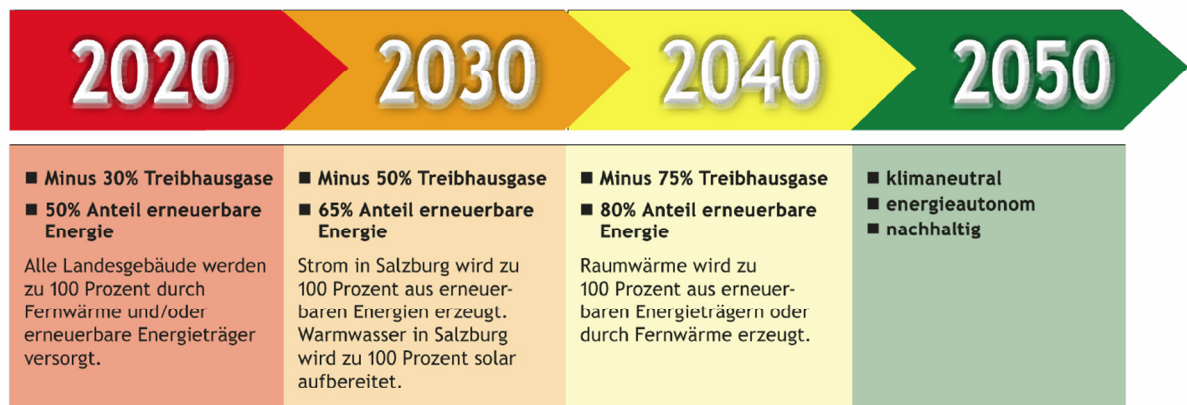 2020
2030
2040
2050
■ Minus 30% Treibhausgase
■ 50% Anteil erneuerbare
Energie
Alle Landesgebäude werden
zu 100 Prozent durch
Fernwärme und/oder
erneuerbare Energieträger
versorgt.
■ Minus 50% Treibhausgase
■ 65% Anteil erneuerbare
Energie
Strom in Salzburg wird zu
100 Prozent aus erneuer-
baren Energien erzeugt.
Warmwasser in Salzburg
wird zu 100 Prozent solar
aufbereitet.
■ Minus 75% Treibhausgase
■ 80% Anteil erneuerbare
Energie
Raumwärme wird zu
100 Prozent aus erneuer-
baren Energieträgern oder
durch Fernwärme erzeugt.
■ klimaneutral
■ energieautonom
■ nachhaltig